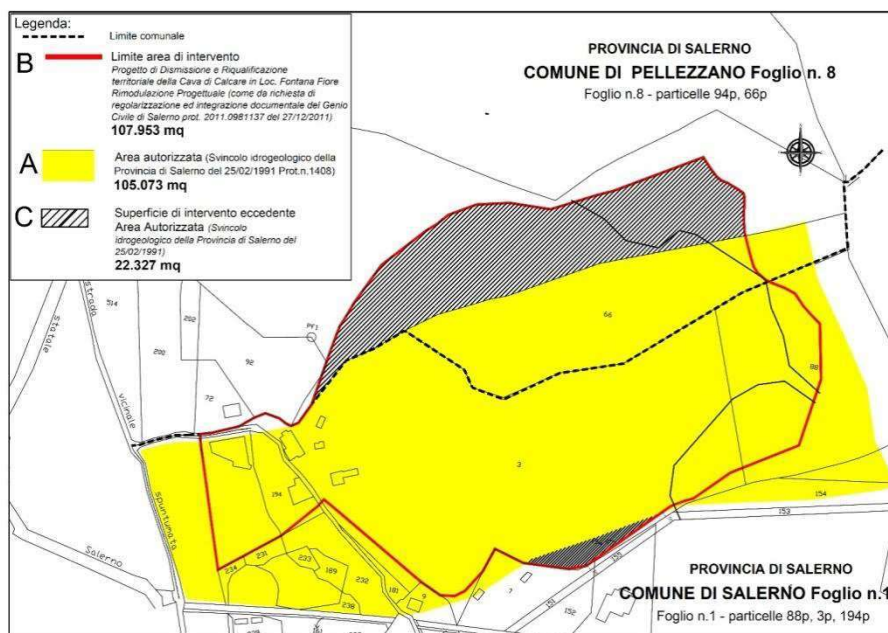 Legenda:
Limite comunale
B
Limite area di intervento
Progetto di Dismissione e Riqualificazione
territoriale della Cava di Calcare in Loc. Fontana Fiore
Rimodulazione Progettuale (come da richiesta di
regolarizzazione ed integrazione documentale del Genio
Civile di Salerno prot. 2011.0981137 del 27/12/2011)
107.953 mq
A
Area autorizzata (Svincolo idrogeologico della
Provincia di Salerno del 25/02/1991 Prot.n.1408)
105.073 mq
C
Superficie di intervento eccedente
Area Autorizzata (Svincolo
idrogeologico della Provincia di Salerno del
25/02/1991)
22.327 mq
PROVINCIA DI SALERNO
COMUNE DI PELLEZZANO Foglio n. 8
Foglio n.8 - particelle 94p, 66p
strada
514
202
Statale
200
92
PF1
66
vicinale
72
88
3
194
154
spuntumata
153
Salerno
234
231
233
189
232
181
238
9
7
155
151
152
PROVINCIA DI SALERNO
COMUNE DI SALERNO Foglio n.1
Foglio n.1 - particelle 88p, 3p, 194p